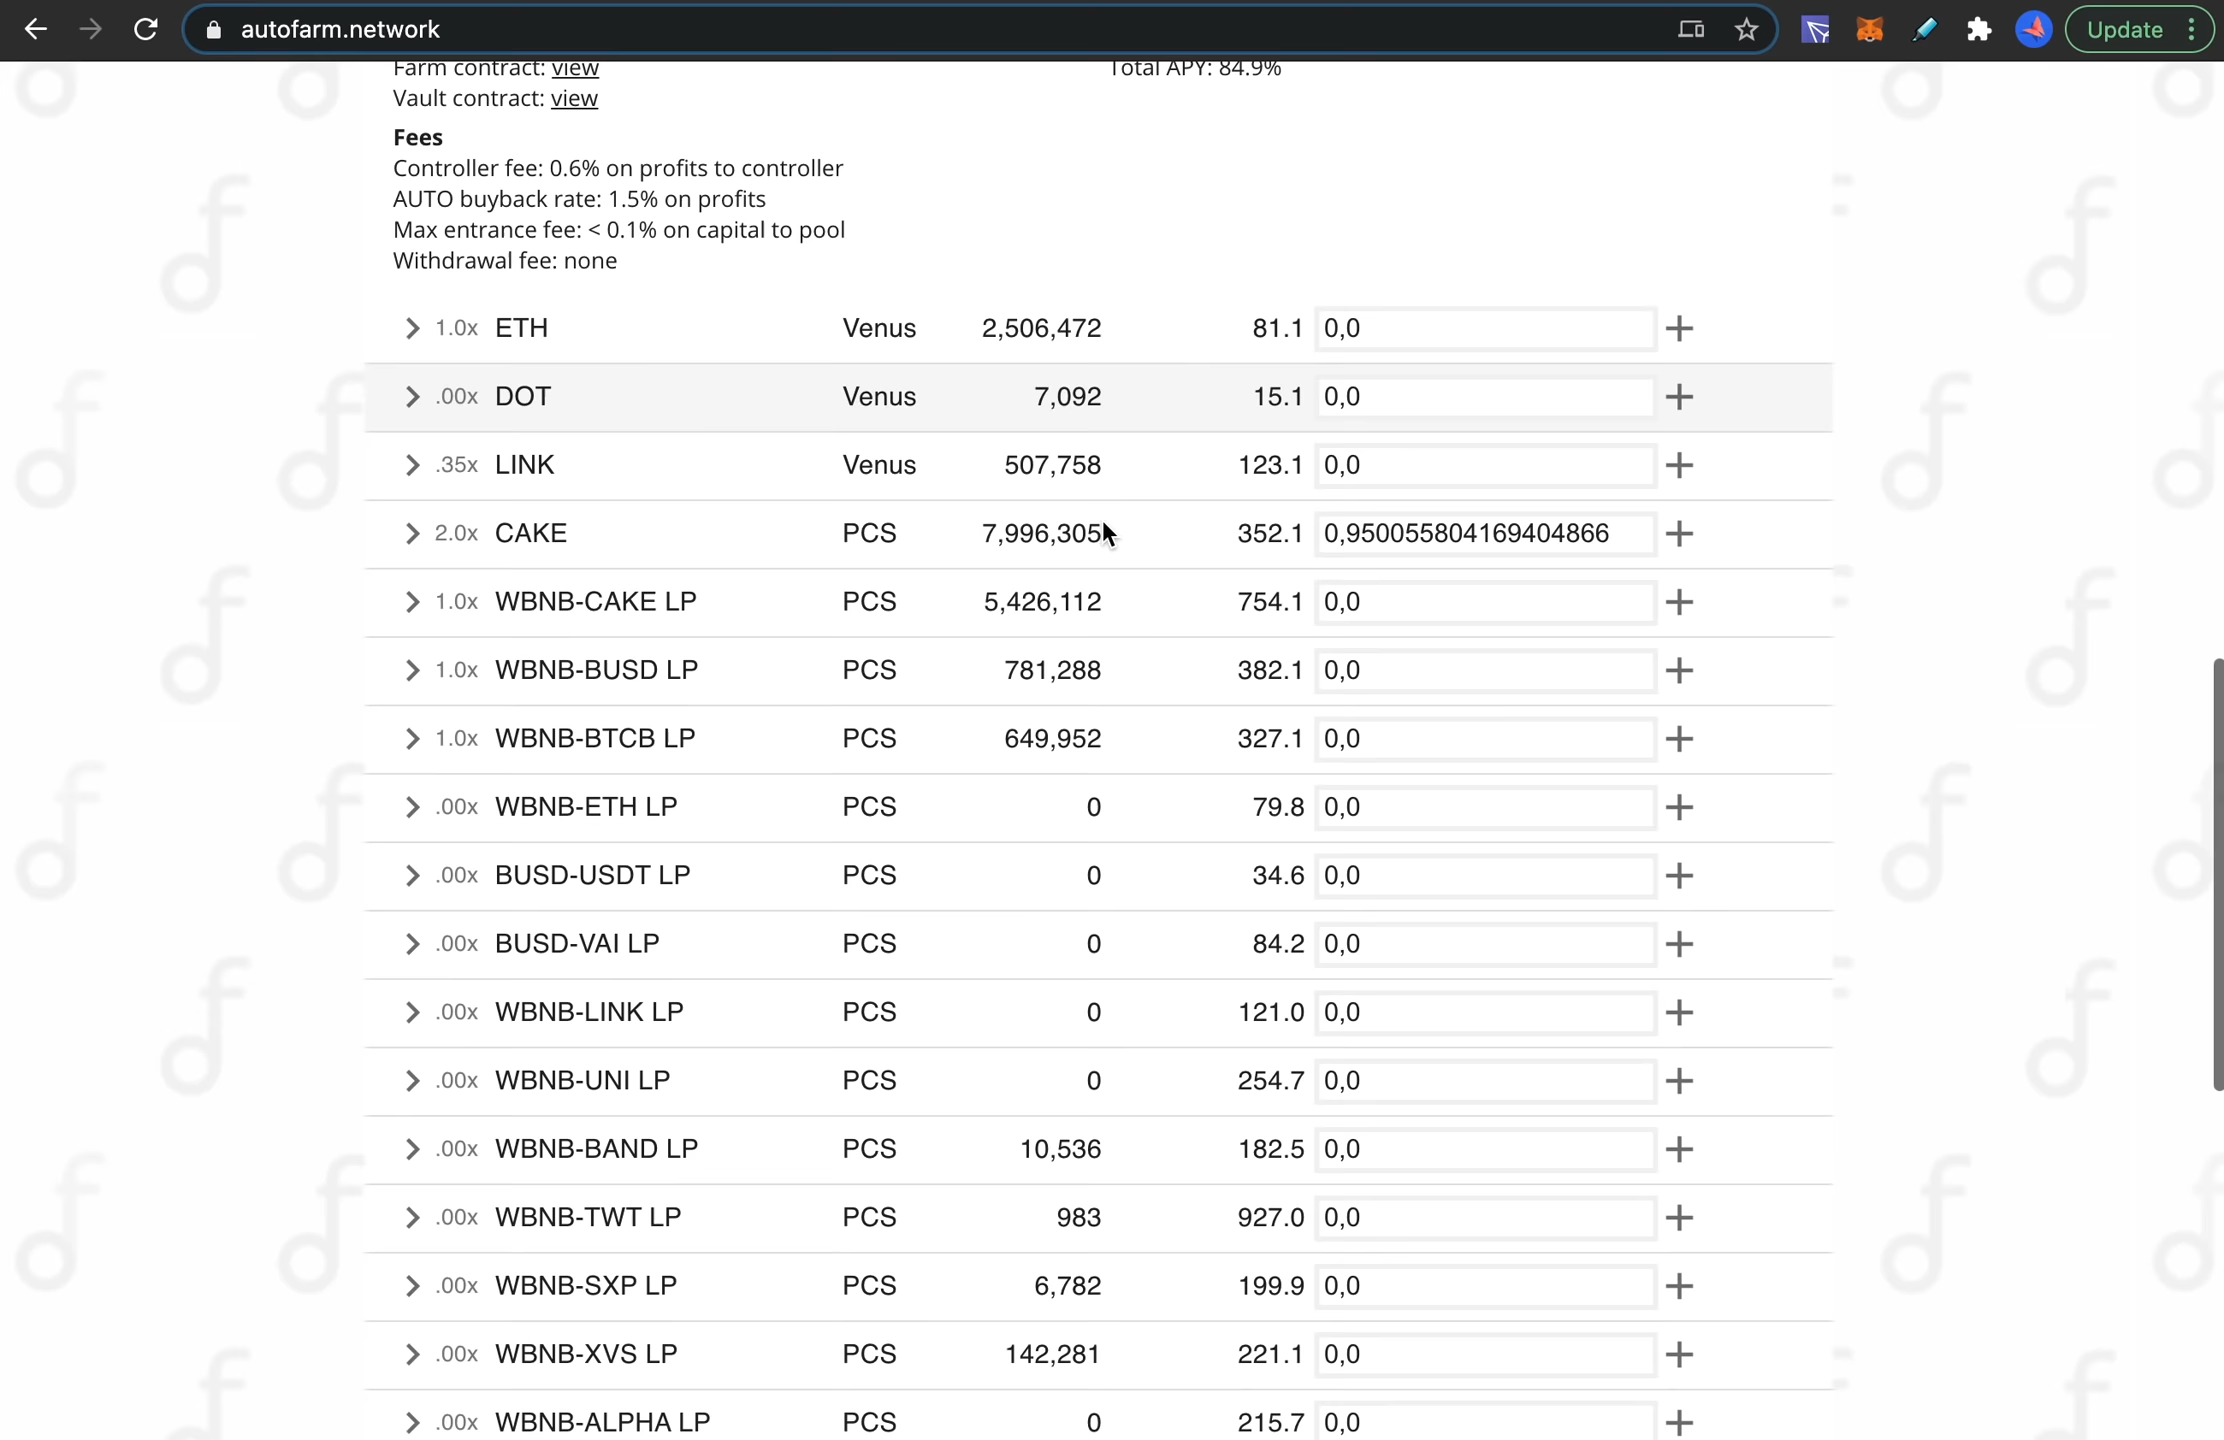 autofarm.network
Update
Farm contract: view
Total APY: 84.9%
Vault contract: view
Fees
Controller fee: 0.6% on profits to controller
AUTO buyback rate: 1.5% on profits
Max entrance fee: < 0.1% on capital to pool
Withdrawal fee: none
1.0x ETH Venus 2,506,472 81.1 0,0
.00x DOT Venus 7,092 15.1 0,0
.35x LINK Venus 507,758 123.1 0,0
2.0x CAKE PCS 7,996,305 352.1 0,950055804169404866
1.0x WBNB-CAKE LP PCS 5,426,112 754.1 0,0
1.0x WBNB-BUSD LP PCS 781,288 382.1 0,0
1.0x WBNB-BTCB LP PCS 649,952 327.1 0,0
.00x WBNB-ETH LP PCS 0 79.8 0,0
.00x BUSD-USDT LP PCS 0 34.6 0,0
.00x BUSD-VAI LP PCS 0 84.2 0,0
.00x WBNB-LINK LP PCS 0 121.0 0,0
.00x WBNB-UNI LP PCS 0 254.7 0,0
.00x WBNB-BAND LP PCS 10,536 182.5 0,0
.00x WBNB-TWT LP PCS 983 927.0 0,0
.00x WBNB-SXP LP PCS 6,782 199.9 0,0
.00x WBNB-XVS LP PCS 142,281 221.1 0,0
.00x WBNB-ALPHA LP PCS 0 215.7 0,0